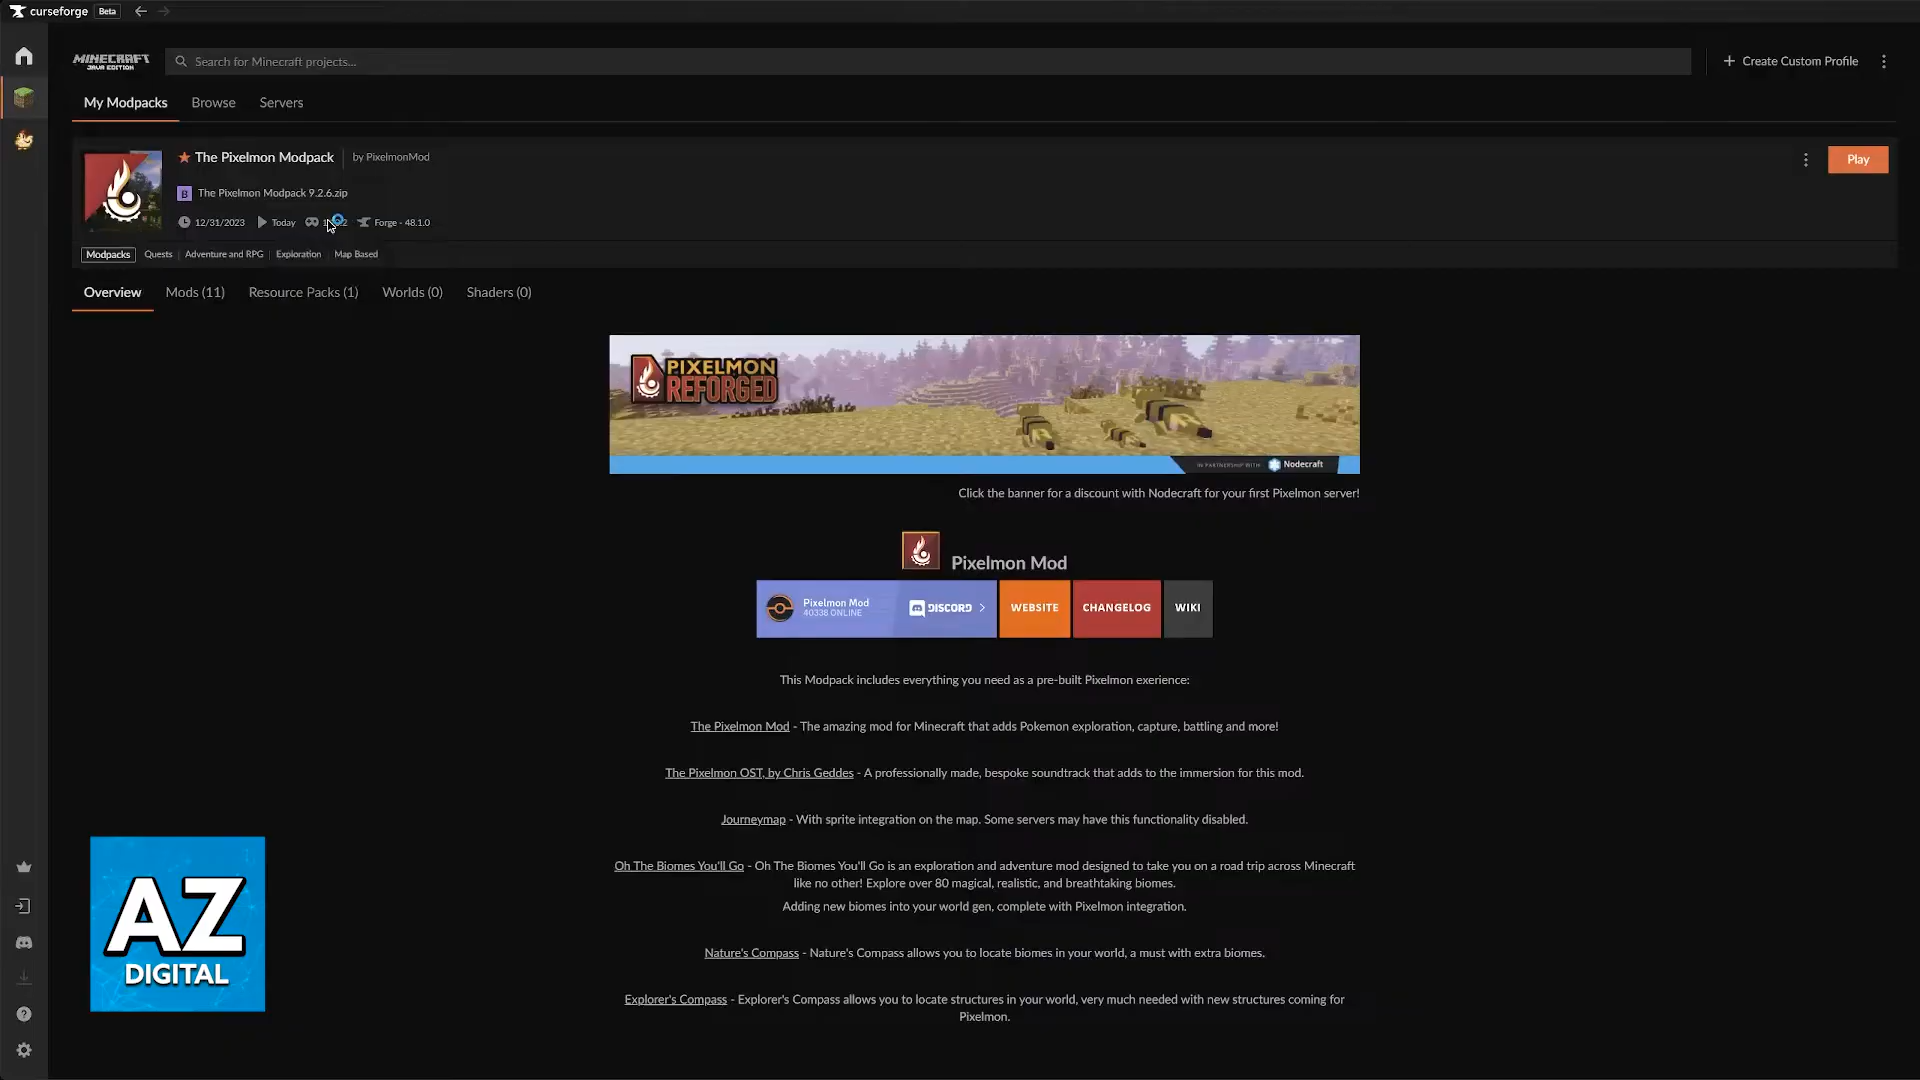 curseforge Beta
MINECRAFT
JAVA EDITION
Search for Minecraft projects...
Create Custom Profile
My Modpacks Browse Servers
The Pixelmon Modpack by PixelmonMod
Play
B The Pixelmon Modpack 9.2.6.zip
12/31/2023 Today Forge - 48.1.0
Modpacks Quests Adventure and RPG Exploration Map Based
Overview Mods (11) Resource Packs (1) Worlds (0) Shaders (0)
PIXELMON
REFORGED
IN PARTNERSHIP WITH Nodecraft
Click the banner for a discount with Nodecraft for your first Pixelmon server!
Pixelmon Mod
Pixelmon Mod
40338 ONLINE
DISCORD
WEBSITE
CHANGELOG
WIKI
This Modpack includes everything you need as a pre-built Pixelmon exerience:
The Pixelmon Mod - The amazing mod for Minecraft that adds Pokemon exploration, capture, battling and more!
The Pixelmon OST, by Chris Geddes - A professionally made, bespoke soundtrack that adds to the immersion for this mod.
Journeymap - With sprite integration on the map. Some servers may have this functionality disabled.
Oh The Biomes You'll Go - Oh The Biomes You'll Go is an exploration and adventure mod designed to take you on a road trip across Minecraft
like no other! Explore over 80 magical, realistic, and breathtaking biomes.
Adding new biomes into your world gen, complete with Pixelmon integration.
Nature's Compass - Nature's Compass allows you to locate biomes in your world, a must with extra biomes.
Explorer's Compass - Explorer's Compass allows you to locate structures in your world, very much needed with new structures coming for
Pixelmon.
AZ
DIGITAL